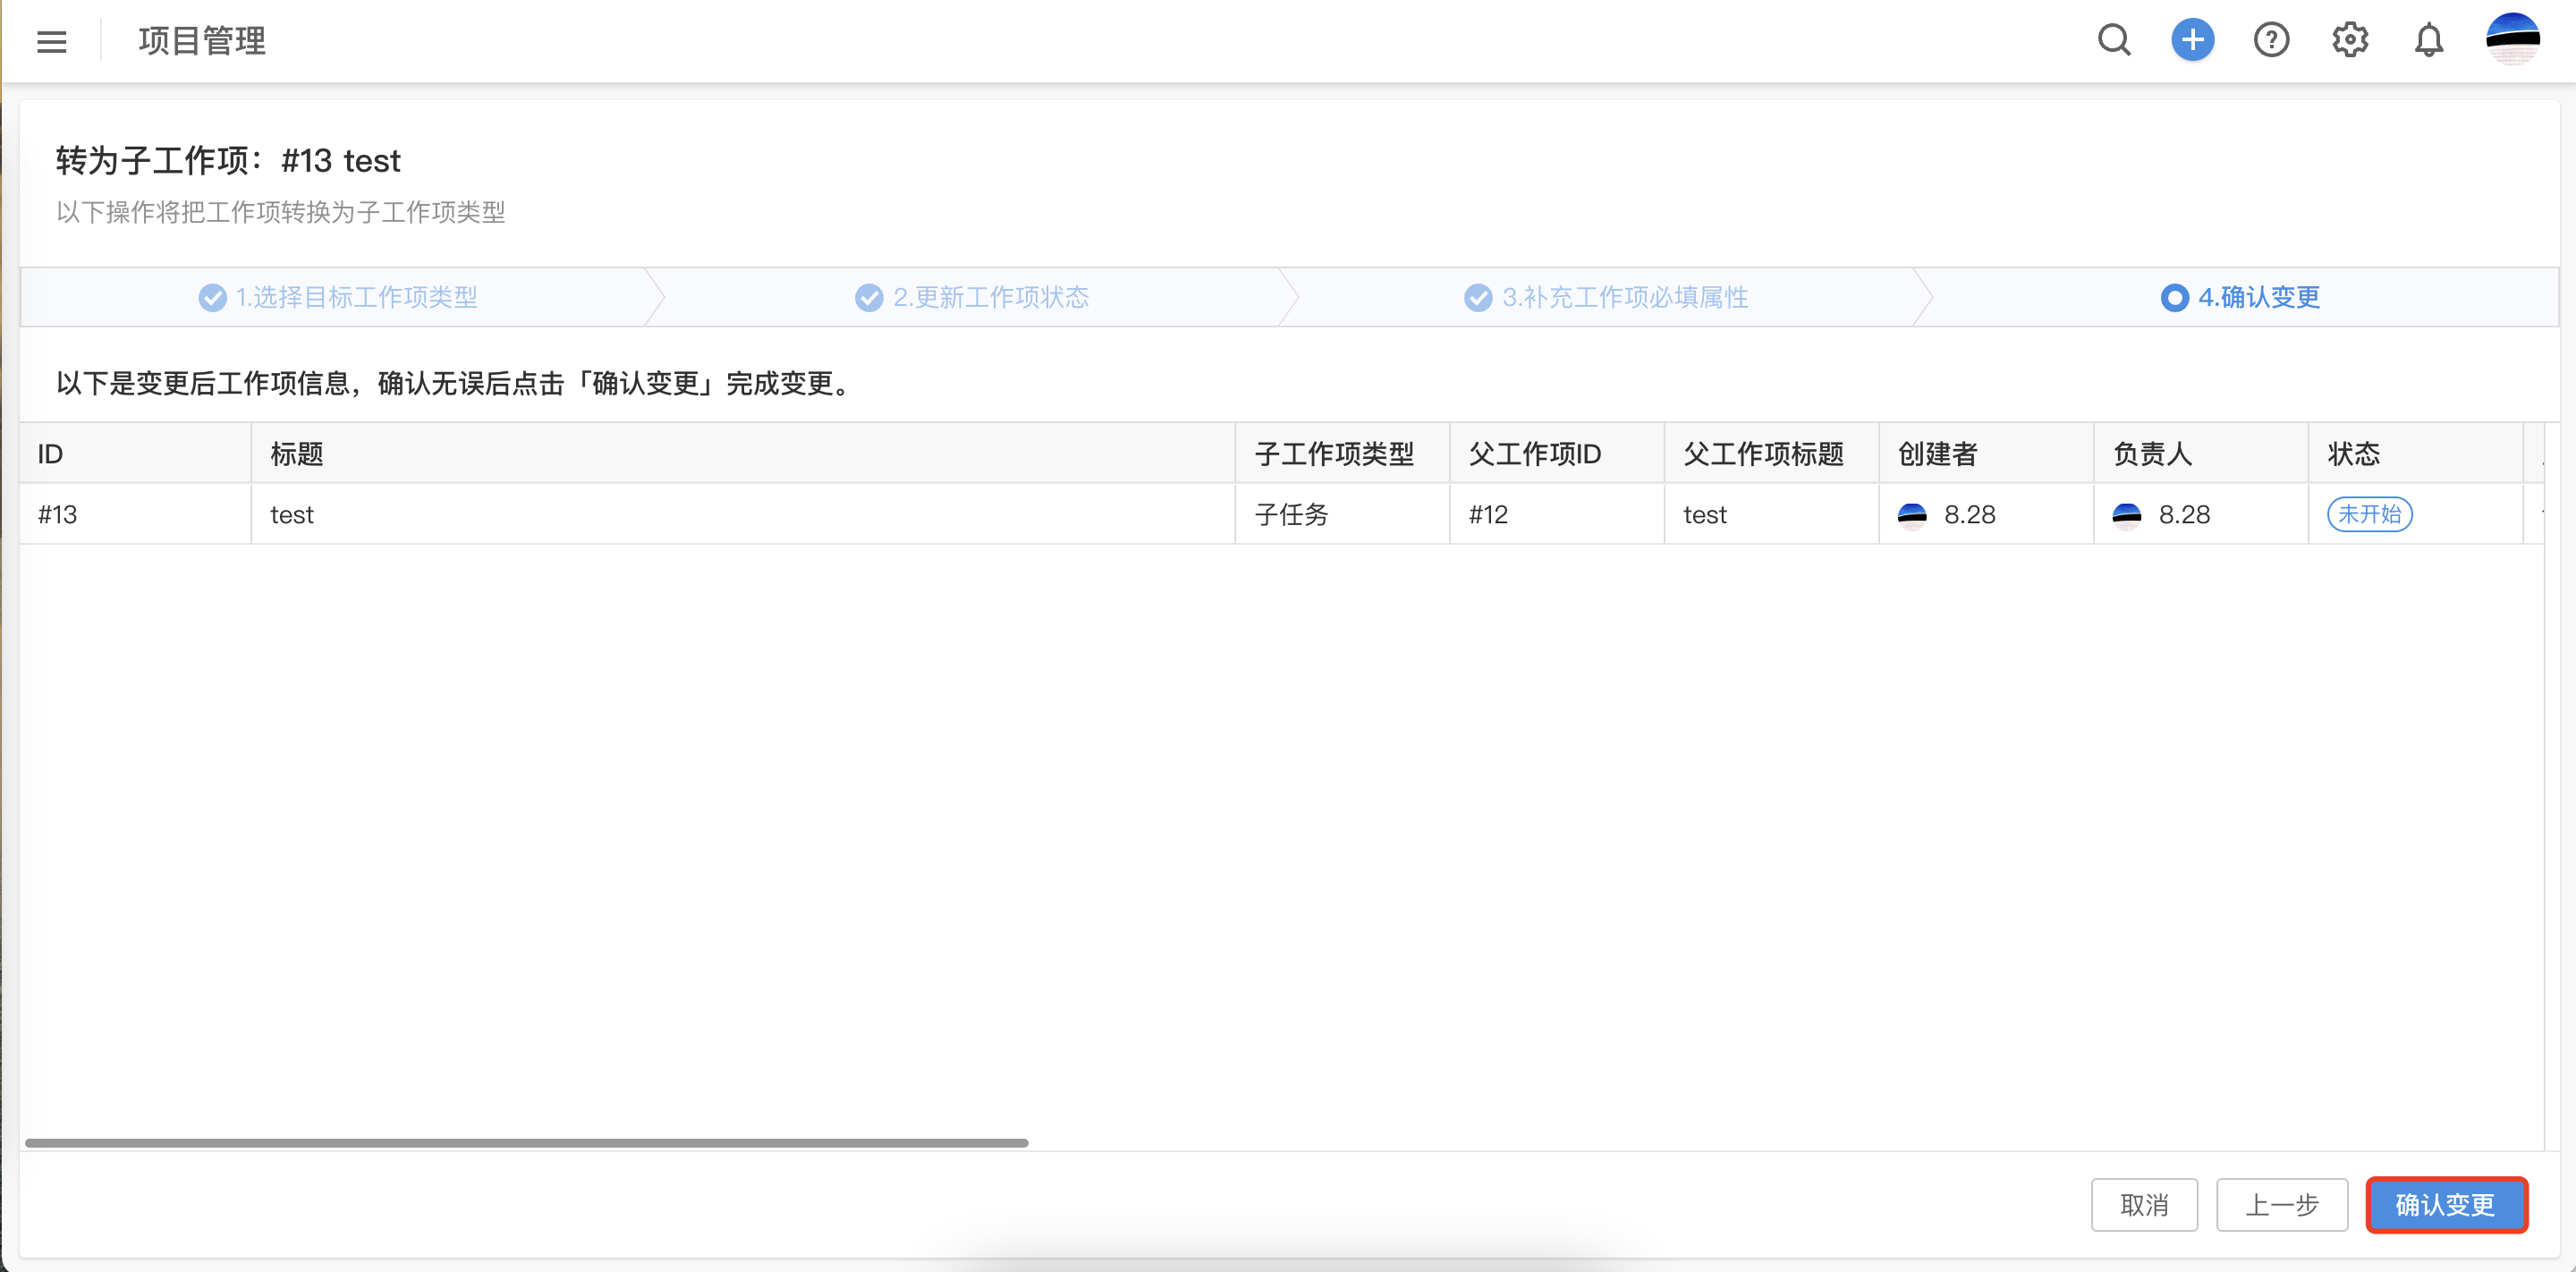 项目管理
转为子工作项：#13 test
以下操作将把工作项转换为子工作项类型
1.选择目标工作项类型 2.更新工作项状态 3.补充工作项必填属性 4.确认变更
以下是变更后工作项信息，确认无误后点击「确认变更」完成变更。
ID 标题 子工作项类型 父工作项ID 父工作项标题 创建者 负责人 状态
#13 test 子任务 #12 test 8.28 8.28 未开始
取消 上一步 确认变更